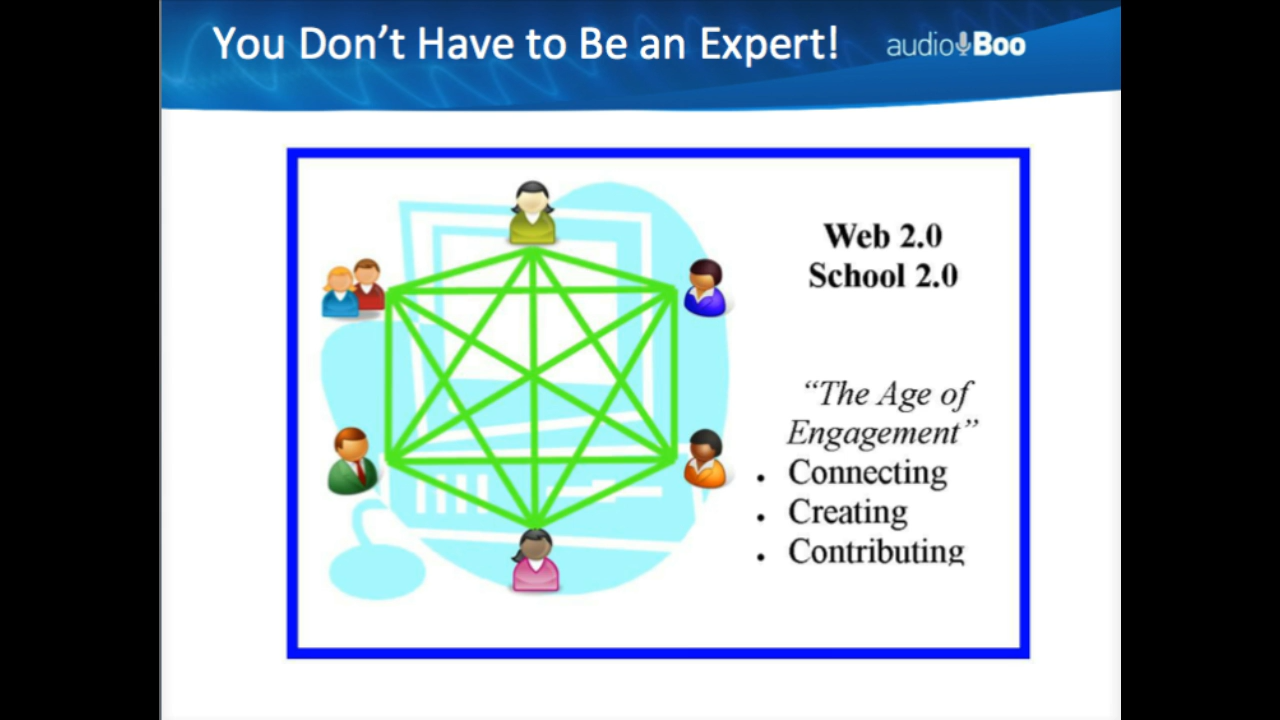 You Don't Have to Be an Expert!
audioBoo
Web 2.0
School 2.0
“The Age of
Engagement”
• Connecting
• Creating
• Contributing